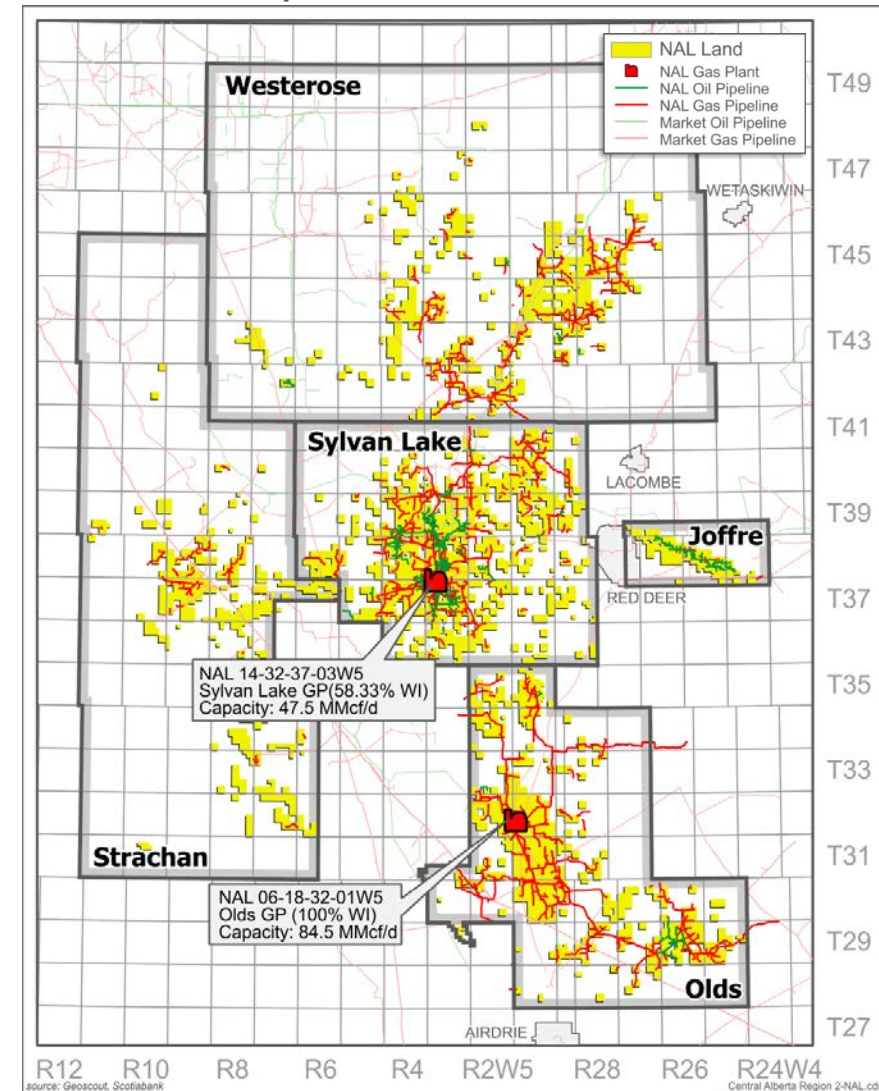 Westerose
NAL Land
NAL Gas Plant
NAL Oil Pipeline
NAL Gas Pipeline
Market Oil Pipeline
Market Gas Pipeline
T49
T47
WETASKIWIN
T45
T43
T41
Sylvan Lake
LACOMBE
T39
Joffre
RED DEER
T37
NAL 14-32-37-03W5
Sylvan Lake GP(58.33% WI)
Capacity: 47.5 MMcf/d
T35
T33
Strachan
T31
NAL 06-18-32-01W5
Olds GP (100% WI)
Capacity: 84.5 MMcf/d
T29
Olds
AIRDRIE
T27
R12 R10 R8 R6 R4 R2W5 R28 R26 R24W4
source: Geoscout, Scotiabank
Central Alberta Region 2-NAL.cd